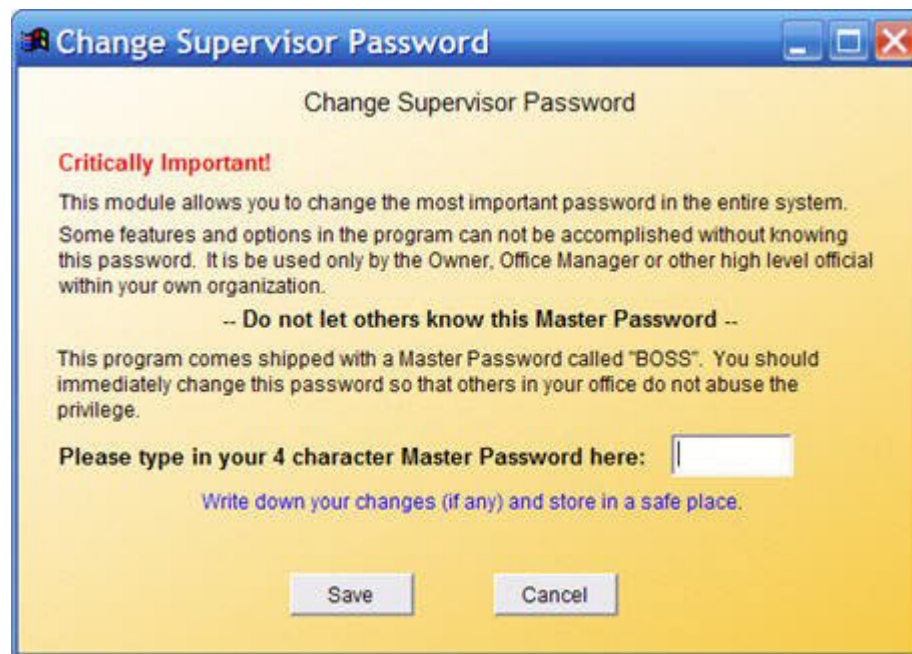 Change Supervisor Password
Change Supervisor Password
Critically Important!
This module allows you to change the most important password in the entire system.
Some features and options in the program can not be accomplished without knowing
this password. It is be used only by the Owner, Office Manager or other high level official
within your own organization.
-- Do not let others know this Master Password --
This program comes shipped with a Master Password called "BOSS". You should
immediately change this password so that others in your office do not abuse the
privilege.
Please type in your 4 character Master Password here:
Write down your changes (if any) and store in a safe place.
Save Cancel